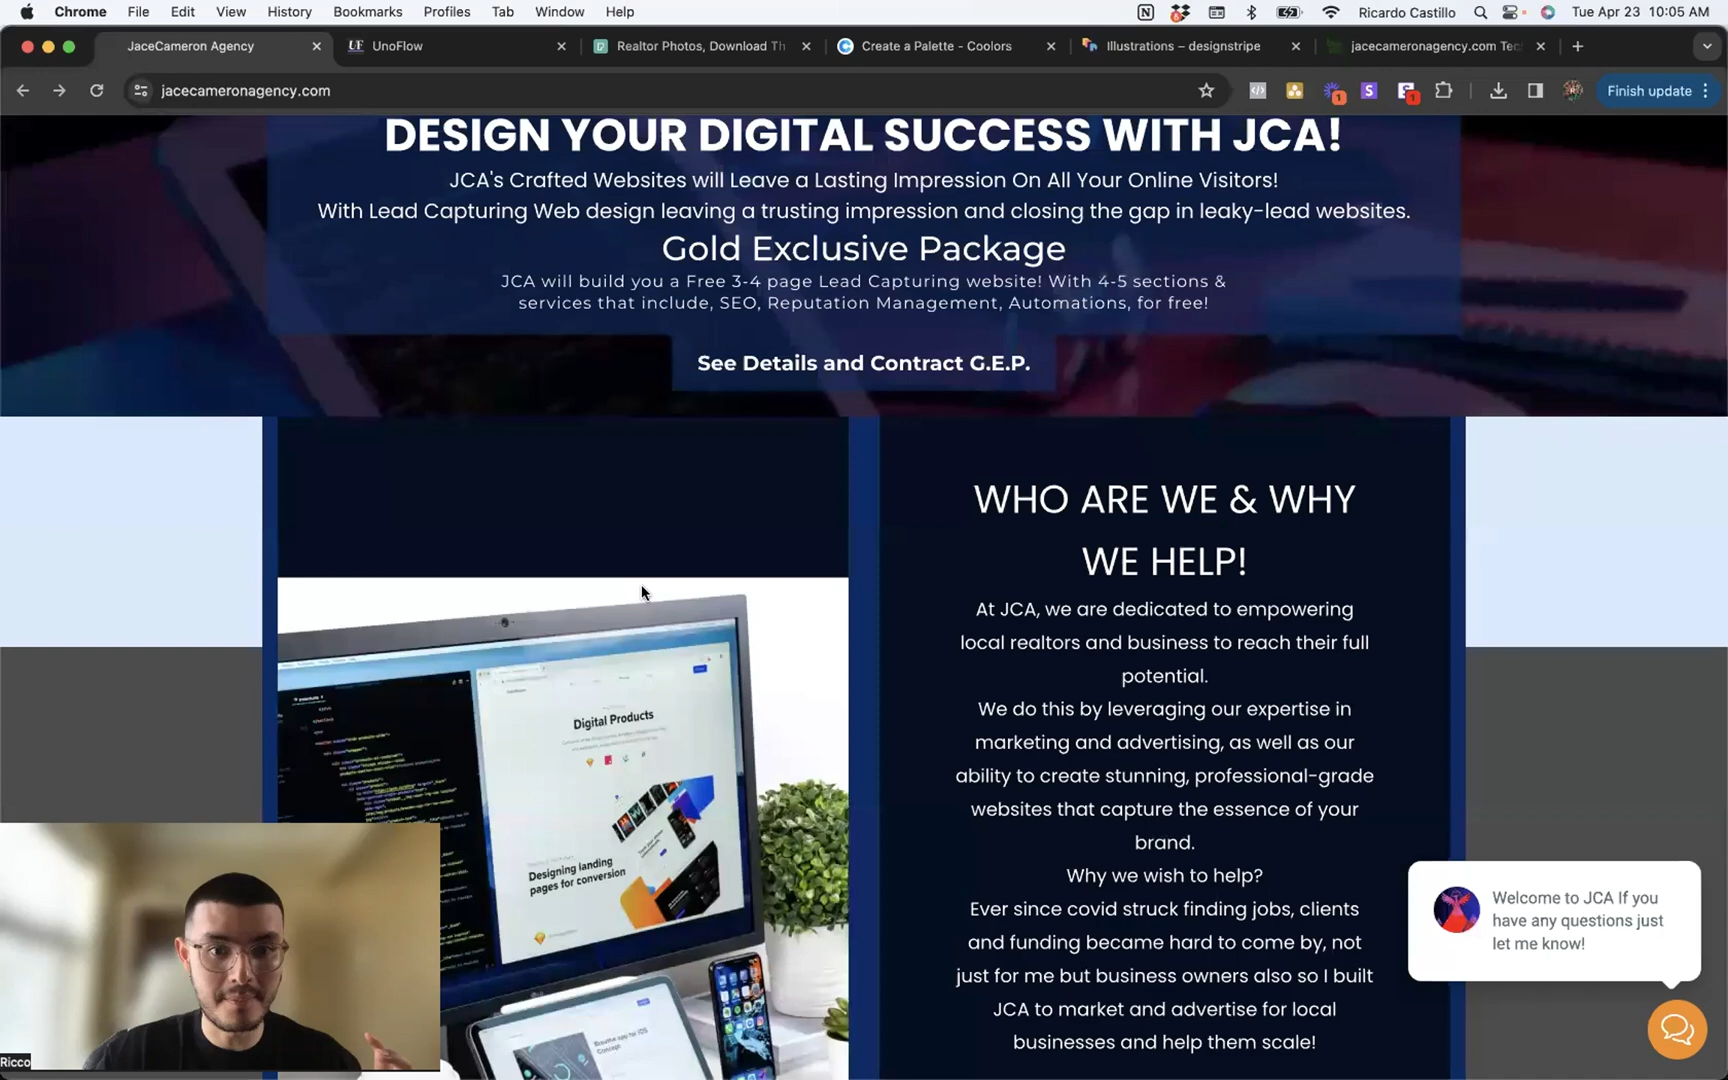 Chrome File Edit View History Bookmarks Profiles Tab Window Help Ricardo Castillo Tue Apr 23 10:05 AM
JaceCameron Agency UnoFlow Realtor Photos, Download Th Create a Palette - Coolors Illustrations – designstripe jacecameronagency.com Tec
jacecameronagency.com Finish update
DESIGN YOUR DIGITAL SUCCESS WITH JCA!
JCA's Crafted Websites will Leave a Lasting Impression On All Your Online Visitors!
With Lead Capturing Web design leaving a trusting impression and closing the gap in leaky-lead websites.
Gold Exclusive Package
JCA will build you a Free 3-4 page Lead Capturing website! With 4-5 sections &
services that include, SEO, Reputation Management, Automations, for free!
See Details and Contract G.E.P.
WHO ARE WE & WHY
WE HELP!
At JCA, we are dedicated to empowering
local realtors and business to reach their full
potential.
We do this by leveraging our expertise in
marketing and advertising, as well as our
ability to create stunning, professional-grade
websites that capture the essence of your
brand.
Why we wish to help?
Ever since covid struck finding jobs, clients
and funding became hard to come by, not
just for me but business owners also so I built
JCA to market and advertise for local
businesses and help them scale!
Digital Products
Designing landing
pages for conversion
Breathe app for iOS
Concept
Welcome to JCA If you
have any questions just
let me know!
Ricco